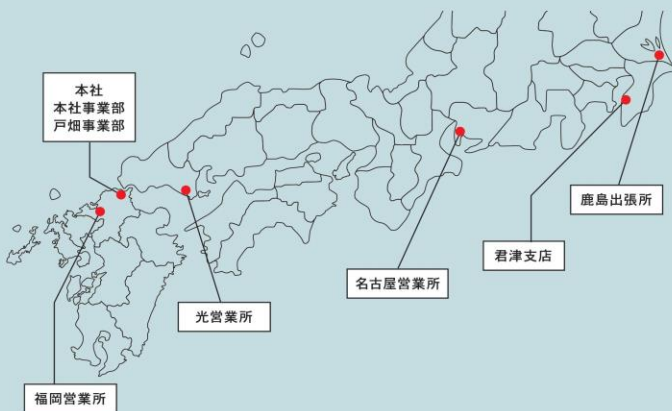 本社
本社事業部
戸畑事業部
鹿島出張所
君津支店
名古屋営業所
光営業所
福岡営業所